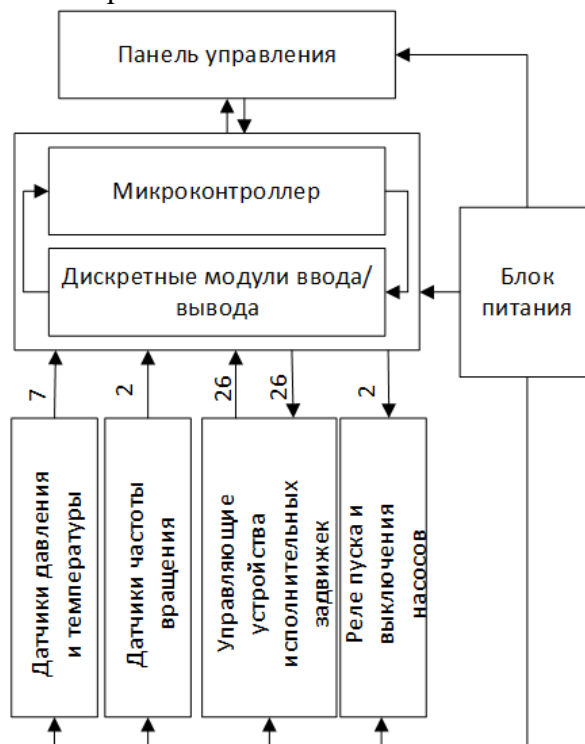 Панель управления
Микроконтроллер
Дискретные модули ввода/
вывода
Блок
питания
7
2
26
26
2
Датчики давления
и температуры
Датчики частоты
вращения
Управляющие
устройства
исполнительных
задвижек
Реле пуска и
выключения
насосов